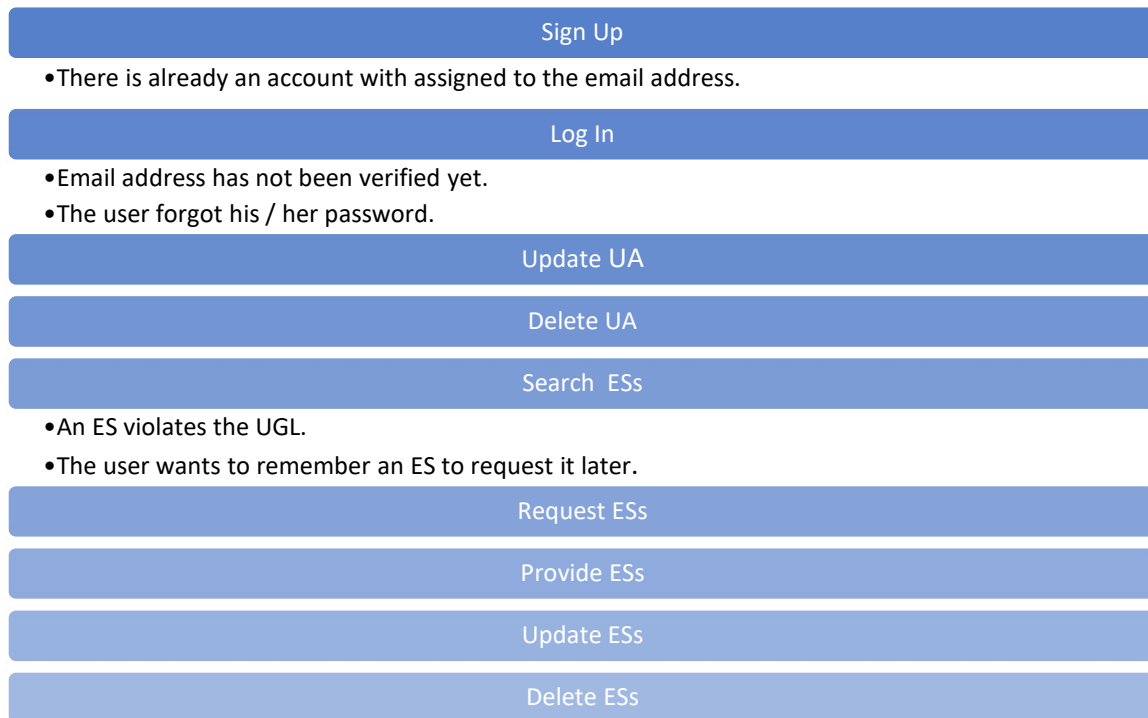 Sign Up
•There is already an account with assigned to the email address.
Log In
•Email address has not been verified yet.
•The user forgot his / her password.
Update UA
Delete UA
Search ESs
•An ES violates the UGL.
•The user wants to remember an ES to request it later.
Request ESs
Provide ESs
Update ESs
Delete ESs